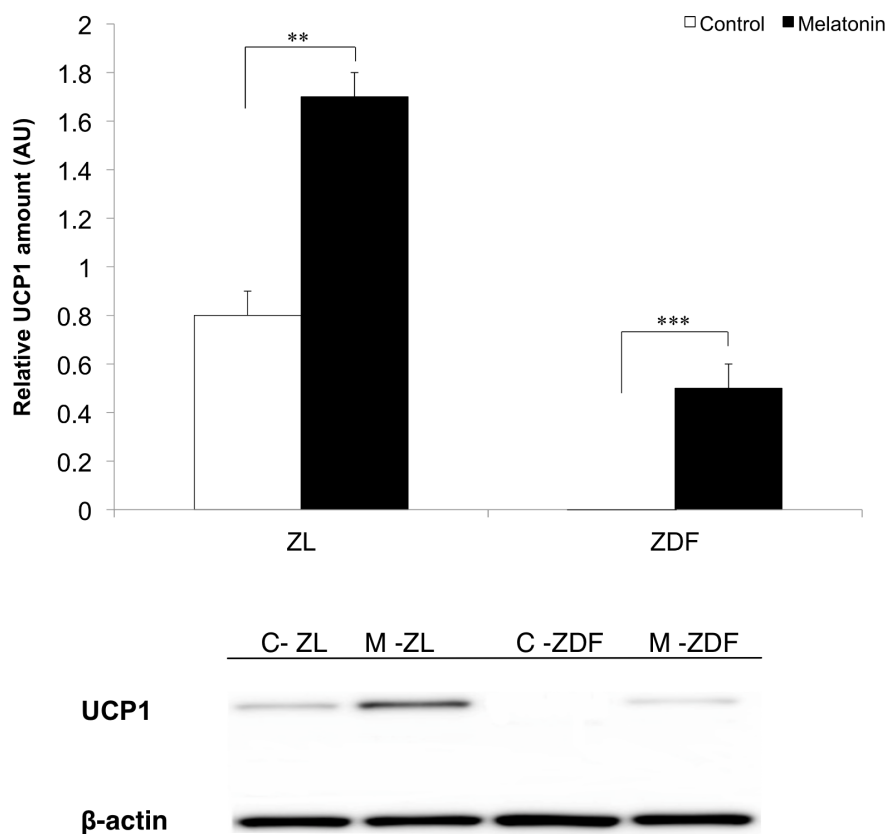 Control Melatonin
Relative UCP1 amount (AU)
2
1.8
1.6
1.4
1.2
1
0.8
0.6
0.4
0.2
0
**
***
ZL ZDF
C- ZL M -ZL C -ZDF M -ZDF
UCP1
β-actin